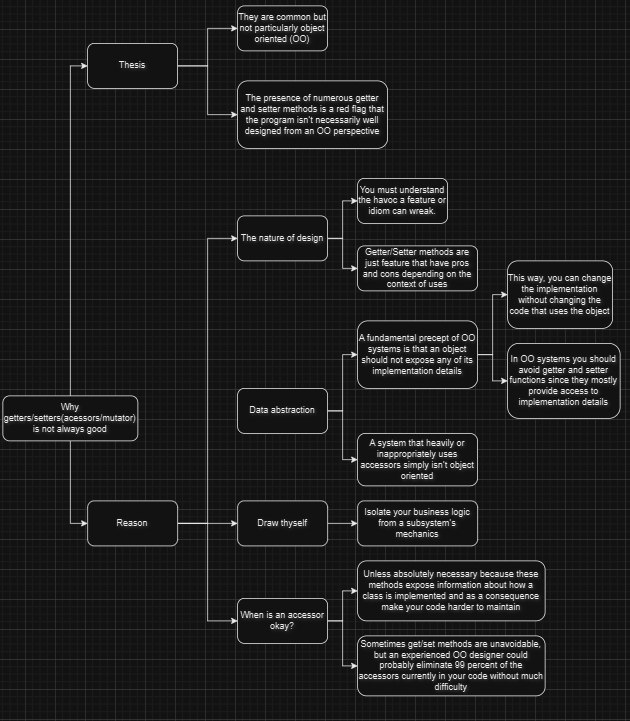 They are common but
not particularly object
oriented (OO)
Thesis
The presence of numerous getter
and setter methods is a red flag that
the program isn't necessarily well
designed from an OO perspective
You must understand
the havoc a feature or
idiom can wreak.
The nature of design
Getter/Setter methods are
just feature that have pros
and cons depending on the
context of uses
This way, you can change
the implementation
without changing the
code that uses the object
A fundamental precept of OO
systems is that an object
should not expose any of its
implementation details
In OO systems you should
avoid getter and setter
functions since they mostly
provide access to
implementation details
Why
getters/setters(acessors/mutator)
is not always good
Data abstraction
A system that heavily or
inappropriately uses
accessors simply isn't object
oriented
Reason
Draw thyself
Isolate your business logic
from a subsystem's
mechanics
When is an accessor
okay?
Unless absolutely necessary because these
methods expose information about how a
class is implemented and as a consequence
make your code harder to maintain
Sometimes get/set methods are unavoidable,
but an experienced OO designer could
probably eliminate 99 percent of the
accessors currently in your code without much
difficulty